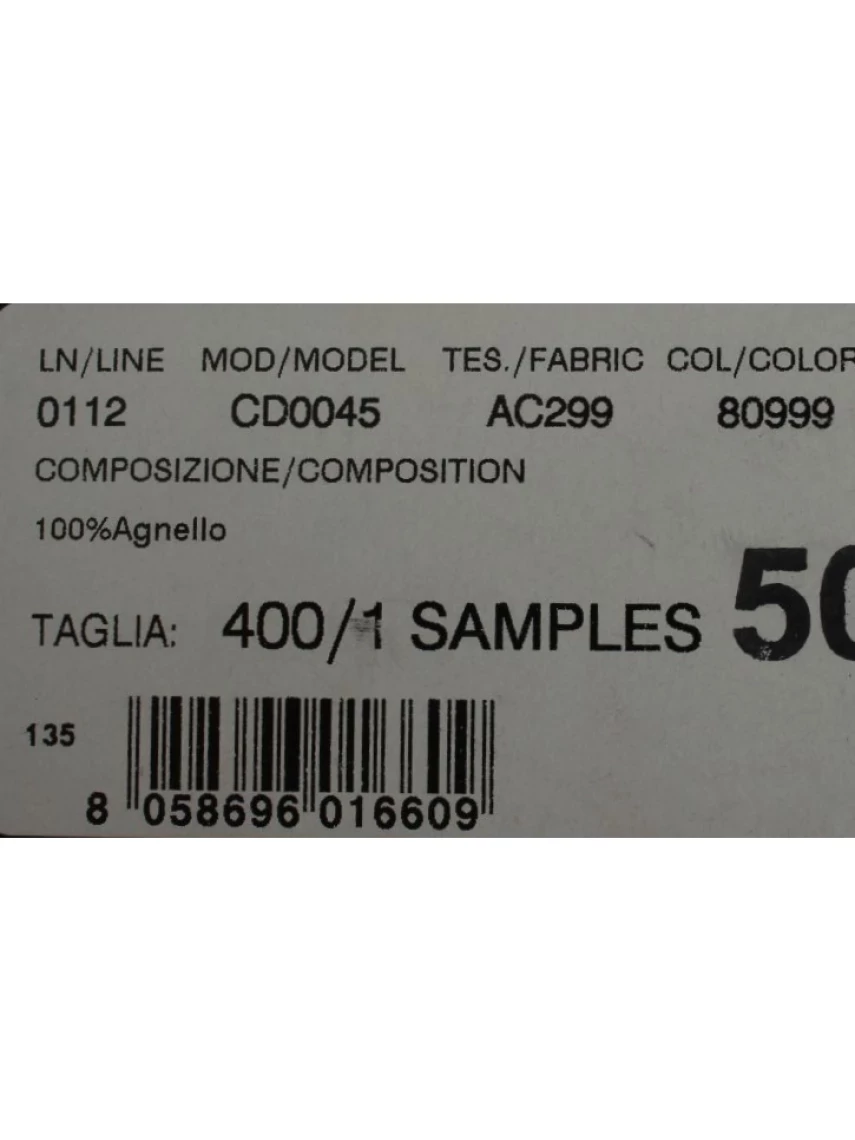 LN/LINE MOD/MODEL TES./FABRIC COL/COLOR
0112 CD0045 AC299 80999
COMPOSIZIONE/COMPOSITION
100%Agnello
TAGLIA: 400/1 SAMPLES 50
135
8 058696 016609